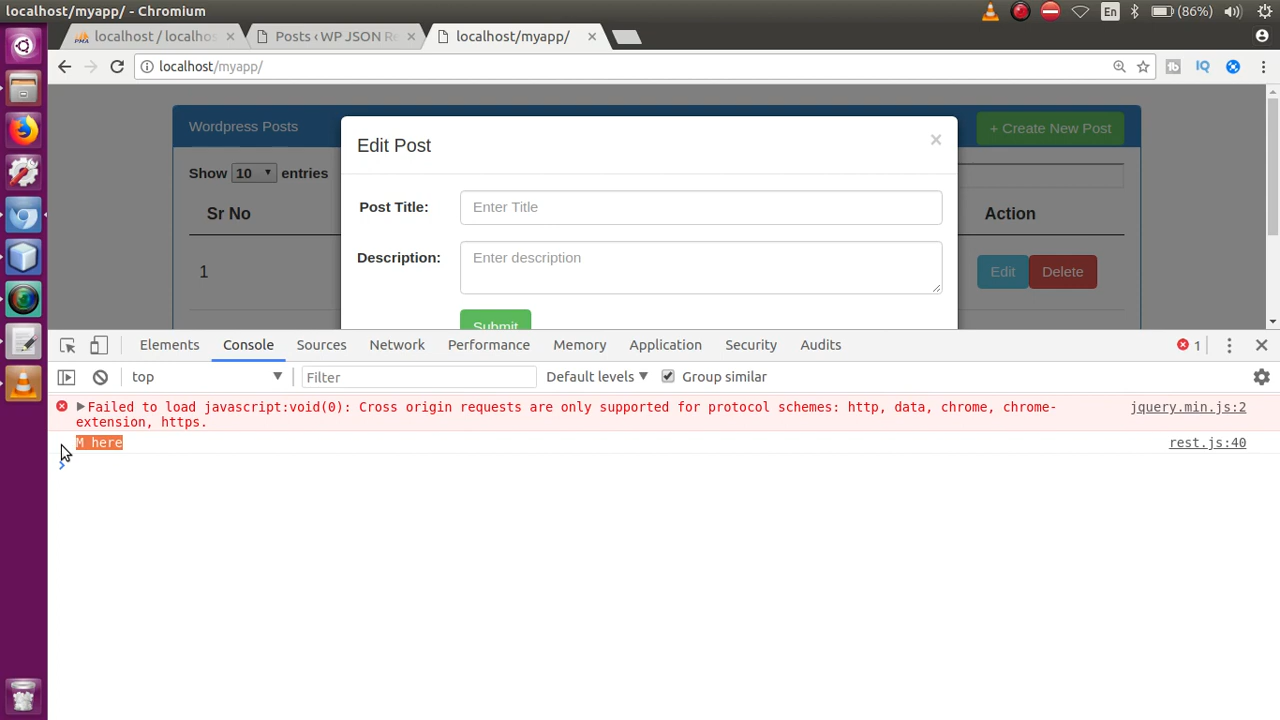 localhost/myapp/ - Chromium
En
(86%)
localhost / localhos
Posts ‹ WP JSON Re
localhost/myapp/
localhost/myapp/
IQ
Wordpress Posts
+ Create New Post
Edit Post
×
Show 10 entries
Post Title:
Enter Title
Sr No
Action
Description:
Enter description
1
Edit
Delete
Submit
Elements
Console
Sources
Network
Performance
Memory
Application
Security
Audits
1
top
Filter
Default levels
Group similar
Failed to load javascript:void(0): Cross origin requests are only supported for protocol schemes: http, data, chrome, chrome-
extension, https.
jquery.min.js:2
M here
rest.js:40